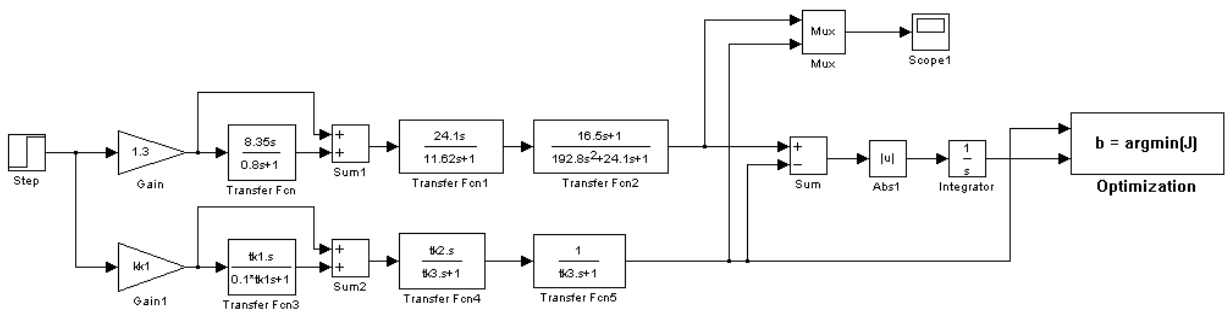 Mux
Mux
Scope1
Step
1.3
Gain
8.35s
0.8s+1
Transfer Fcn
+
+
Sum1
24.1s
11.62s+1
Transfer Fcn1
16.5s+1
192.8s²+24.1s+1
Transfer Fcn2
+
−
Sum
|u|
Abs1
1
s
Integrator
b = argmin(J)
Optimization
kk1
Gain1
tk1.s
0.1*tk1s+1
Transfer Fcn3
+
+
Sum2
tk2.s
tk3.s+1
Transfer Fcn4
1
tk3.s+1
Transfer Fcn5